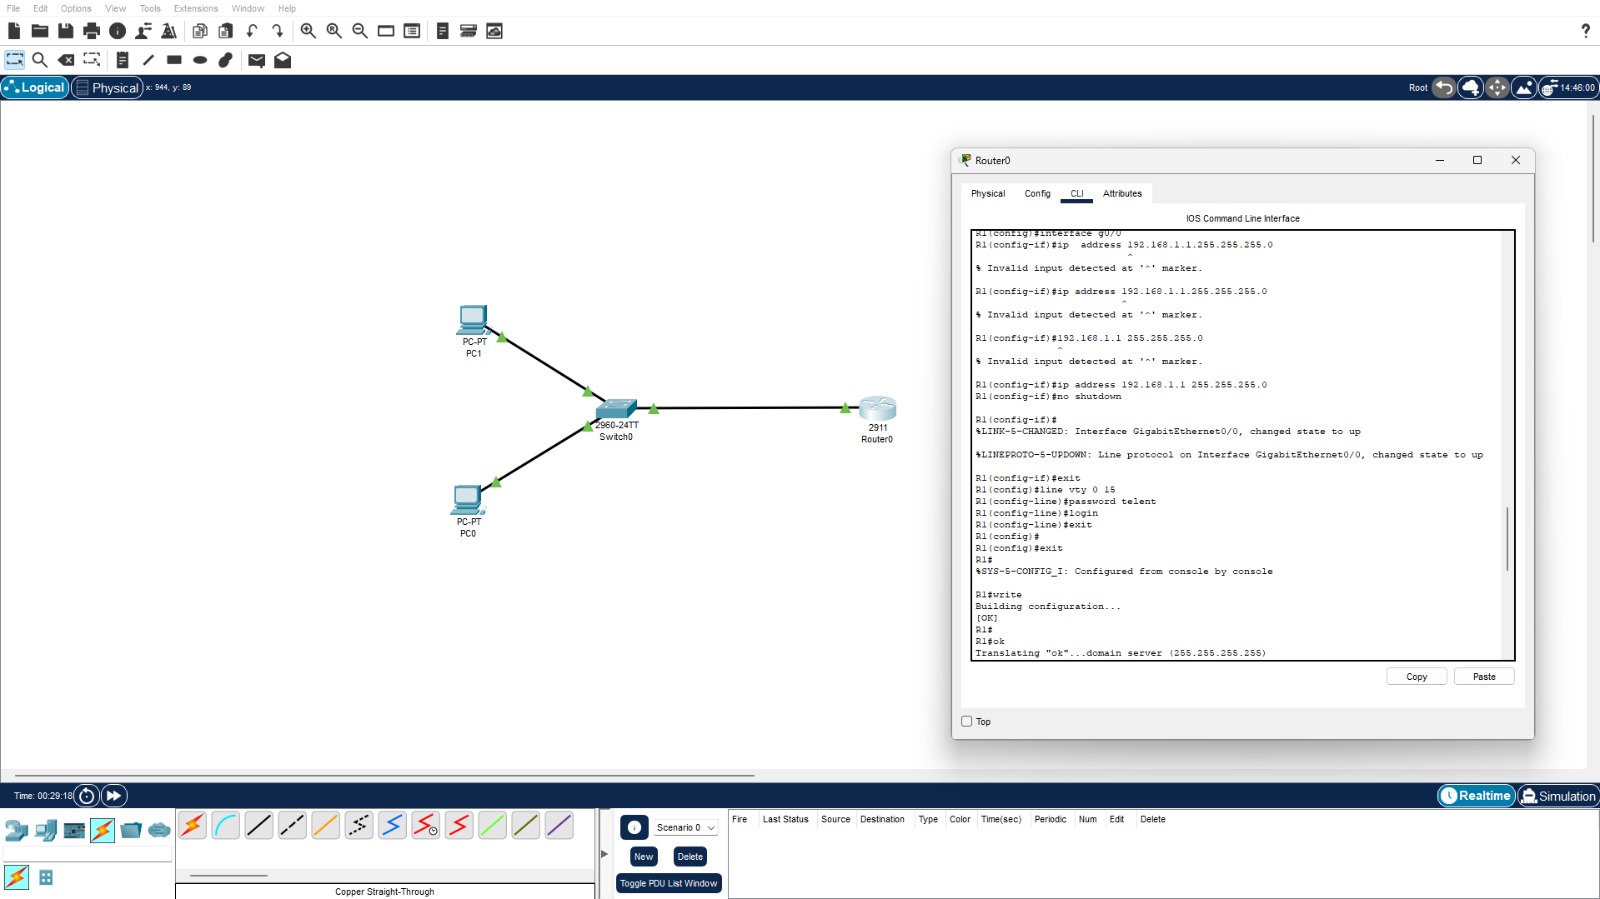 File Edit Options View Tools Extensions Window Help
?
Logical Physical x: 944, y: 89 Root 14:46:00
Router0
Physical Config CLI Attributes
IOS Command Line Interface
R1(config)#interface g0/0
R1(config-if)#ip  address 192.168.1.1.255.255.255.0
^
% Invalid input detected at '^' marker.
R1(config-if)#ip address 192.168.1.1.255.255.255.0
^
% Invalid input detected at '^' marker.
R1(config-if)#192.168.1.1 255.255.255.0
^
% Invalid input detected at '^' marker.
R1(config-if)#ip address 192.168.1.1 255.255.255.0
R1(config-if)#no shutdown
R1(config-if)#
%LINK-5-CHANGED: Interface GigabitEthernet0/0, changed state to up
%LINEPROTO-5-UPDOWN: Line protocol on Interface GigabitEthernet0/0, changed state to up
R1(config-if)#exit
R1(config)#line vty 0 15
R1(config-line)#password telent
R1(config-line)#login
R1(config-line)#exit
R1(config)#
R1(config)#exit
R1#
%SYS-5-CONFIG_I: Configured from console by console
R1#write
Building configuration...
[OK]
R1#
R1#ok
Translating "ok"...domain server (255.255.255.255)
Copy Paste
Top
PC-PT
PC1
2960-24TT
Switch0
2911
Router0
PC-PT
PC0
Time: 00:29:18 Realtime Simulation
Scenario 0
New Delete
Toggle PDU List Window
Fire Last Status Source Destination Type Color Time(sec) Periodic Num Edit Delete
Copper Straight-Through